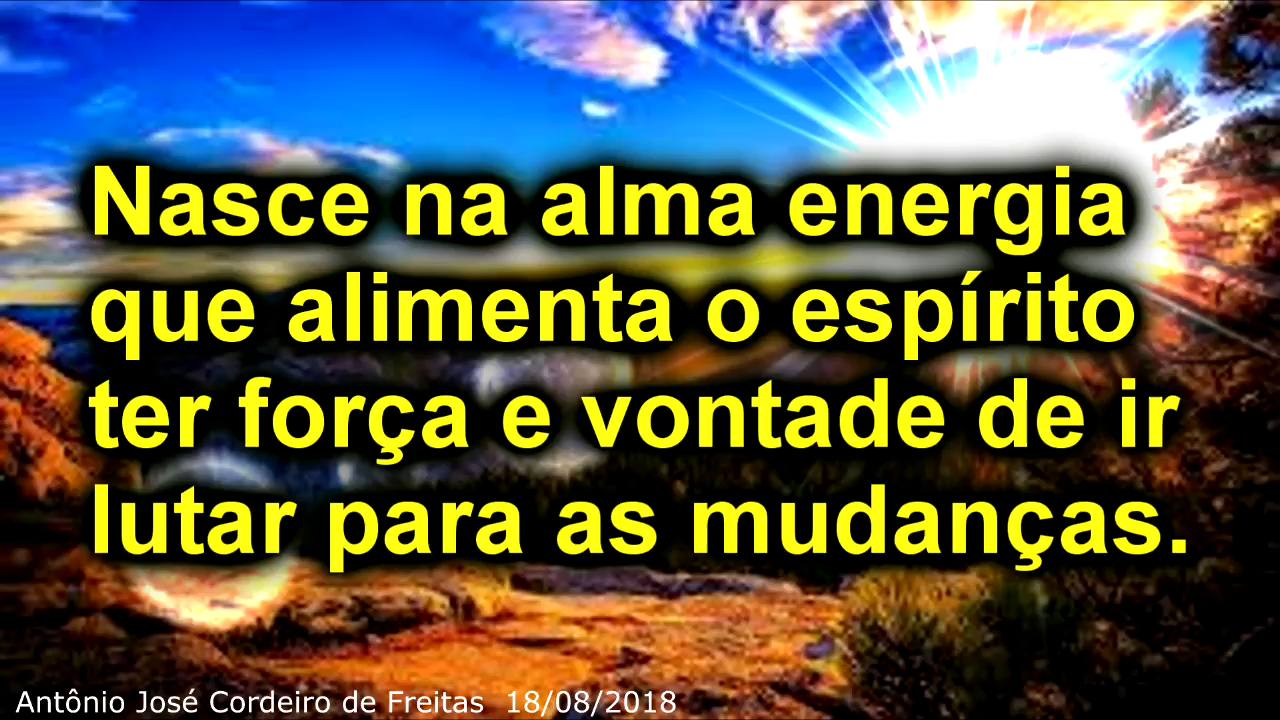 Nasce na alma energia
que alimenta o espírito
ter força e vontade de ir
lutar para as mudanças.
Antônio José Cordeiro de Freitas 18/08/2018